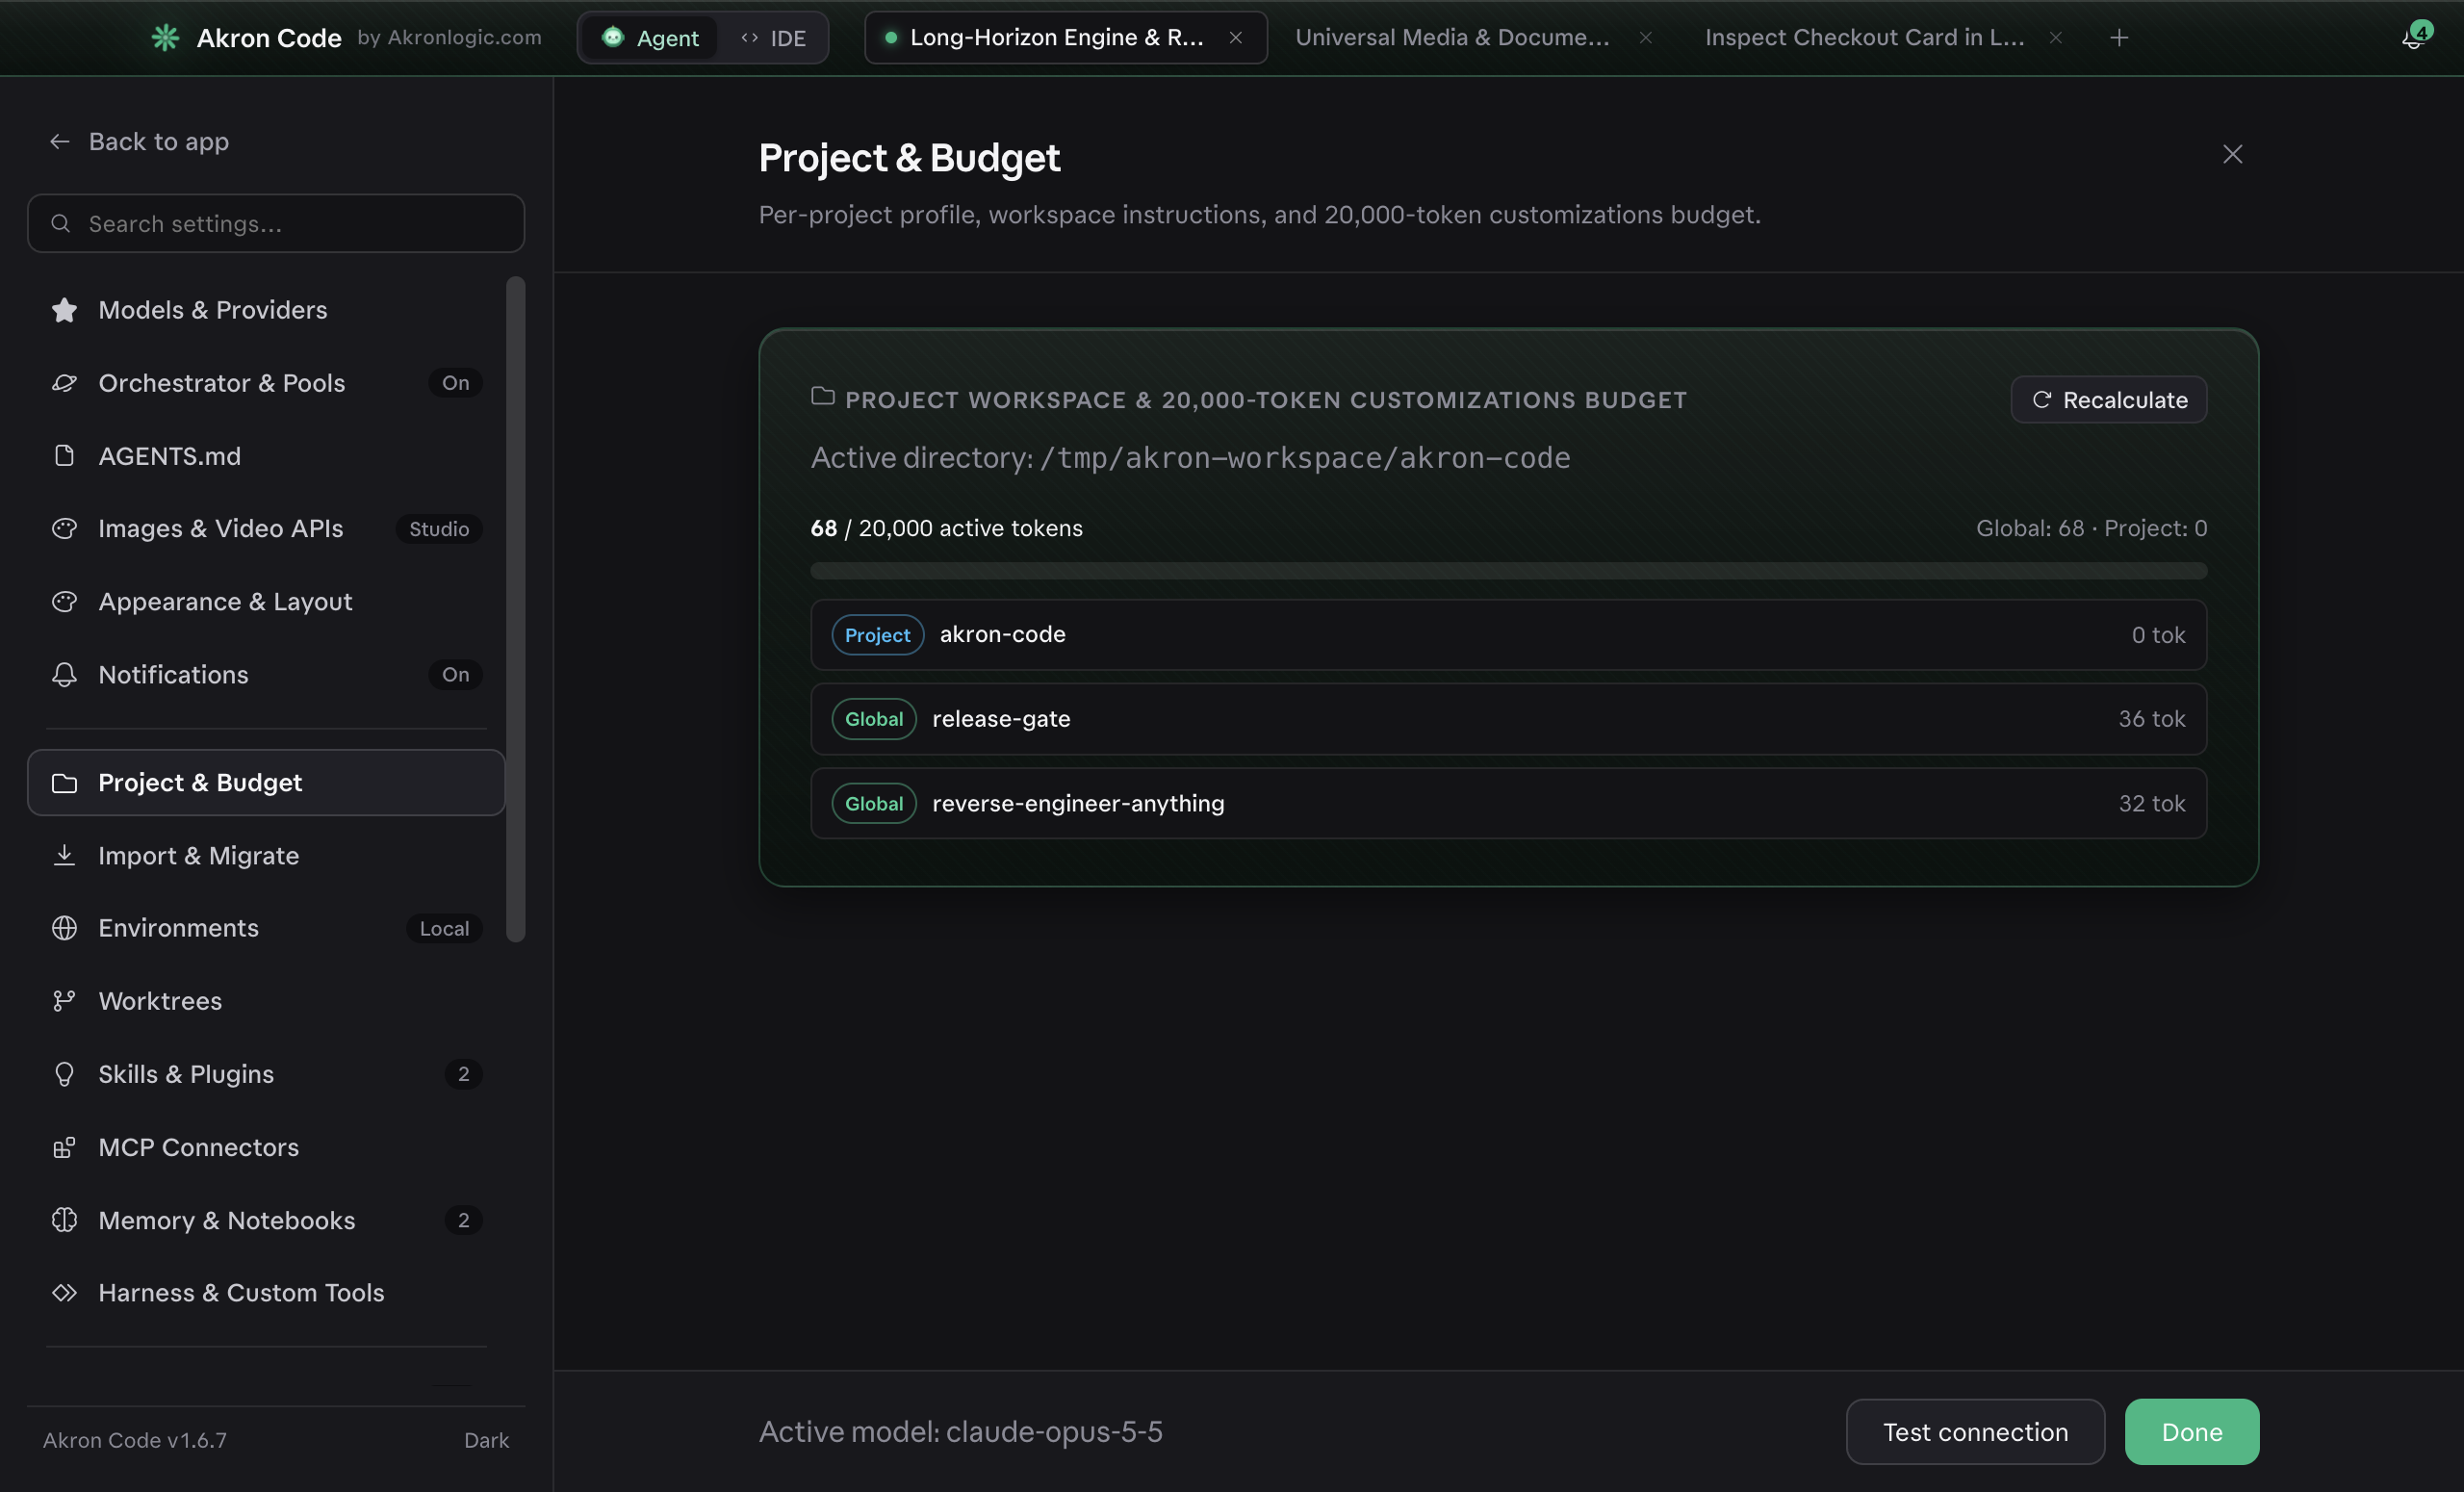 Akron Code by Akronlogic.com
Agent
IDE
Long-Horizon Engine & R...
Universal Media & Docume...
Inspect Checkout Card in L...
4
Back to app
Search settings...
Models & Providers
Orchestrator & Pools On
AGENTS.md
Images & Video APIs Studio
Appearance & Layout
Notifications On
Project & Budget
Import & Migrate
Environments Local
Worktrees
Skills & Plugins 2
MCP Connectors
Memory & Notebooks 2
Harness & Custom Tools
Akron Code v1.6.7 Dark
Project & Budget
Per-project profile, workspace instructions, and 20,000-token customizations budget.
PROJECT WORKSPACE & 20,000-TOKEN CUSTOMIZATIONS BUDGET
Recalculate
Active directory: /tmp/akron-workspace/akron-code
68 / 20,000 active tokens
Global: 68 · Project: 0
Project akron-code 0 tok
Global release-gate 36 tok
Global reverse-engineer-anything 32 tok
Active model: claude-opus-5-5
Test connection
Done